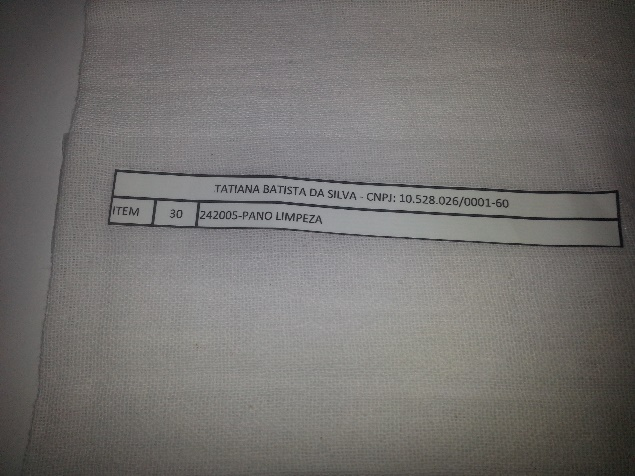 TATIANA BATISTA DA SILVA - CNPJ: 10.528.026/0001-60
ITEM 30 242005-PANO LIMPEZA